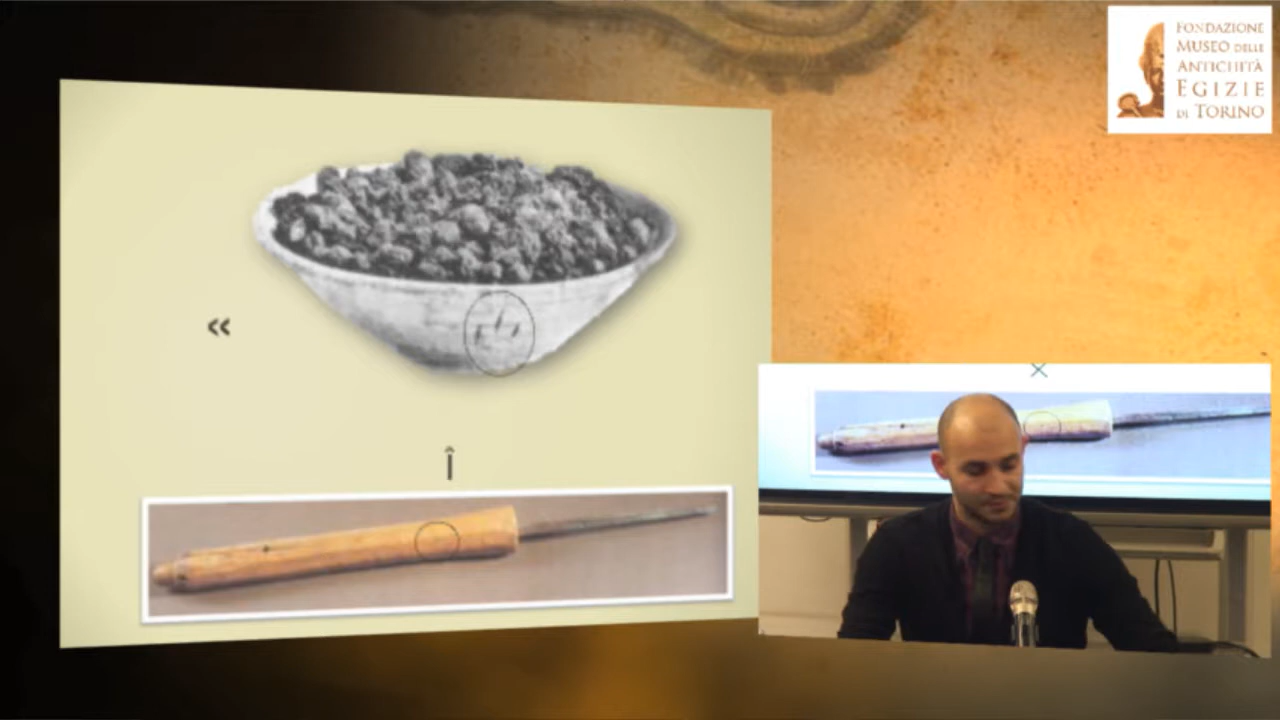 FONDAZIONE
MUSEO DELLE
ANTICHITÀ
EGIZIE
DI TORINO
«
Î